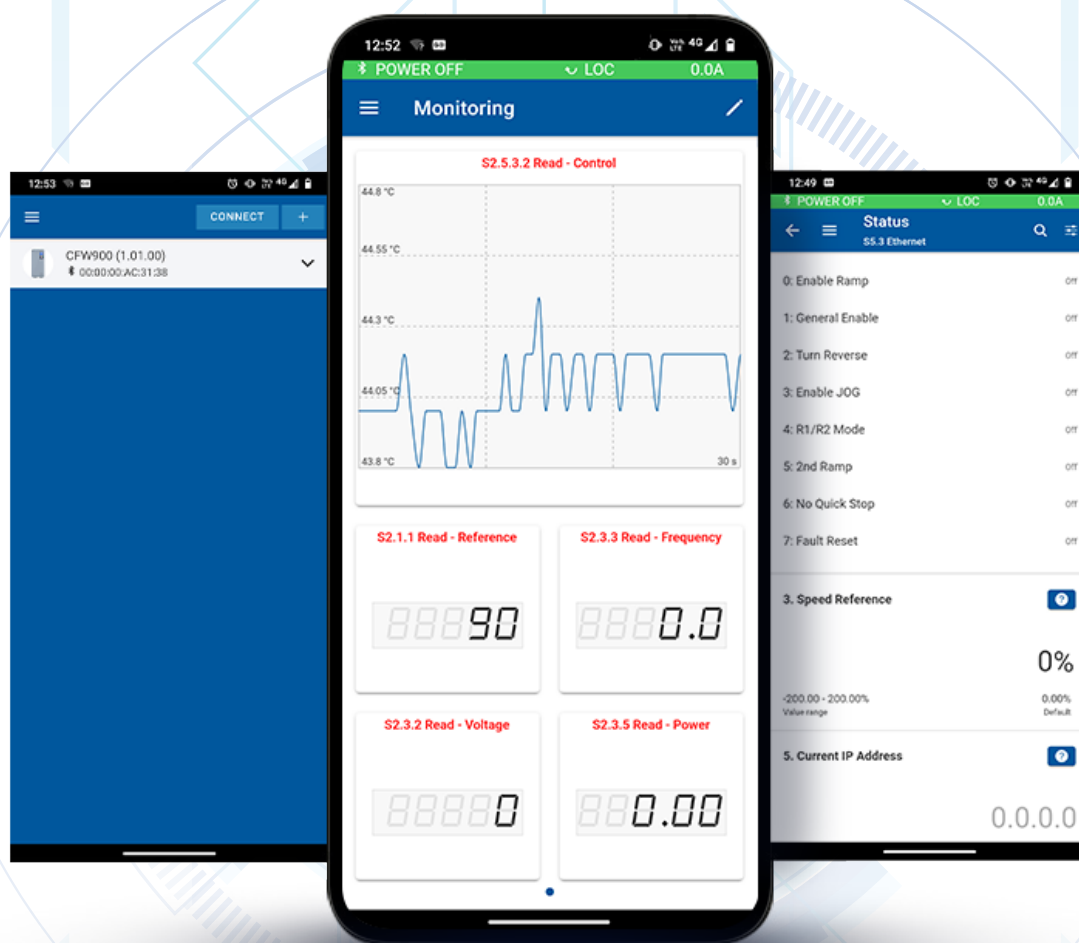 12:53
4G
CONNECT +
CFW900 (1.01.00)
00:00:00:AC:31:38
12:52
4G
POWER OFF LOC 0.0A
Monitoring
S2.5.3.2 Read - Control
44.8 °C
44.55 °C
44.3 °C
44.05 °C
43.8 °C 30 s
S2.1.1 Read - Reference
90
S2.3.3 Read - Frequency
0.0
S2.3.2 Read - Voltage
0
S2.3.5 Read - Power
0.00
12:49
4G
POWER OFF LOC 0.0A
Status
S5.3 Ethernet
0: Enable Ramp Off
1: General Enable Off
2: Turn Reverse Off
3: Enable JOG Off
4: R1/R2 Mode Off
5: 2nd Ramp Off
6: No Quick Stop Off
7: Fault Reset Off
3. Speed Reference ?
0%
-200.00 - 200.00% 0.00%
Value range Default
5. Current IP Address ?
0.0.0.0